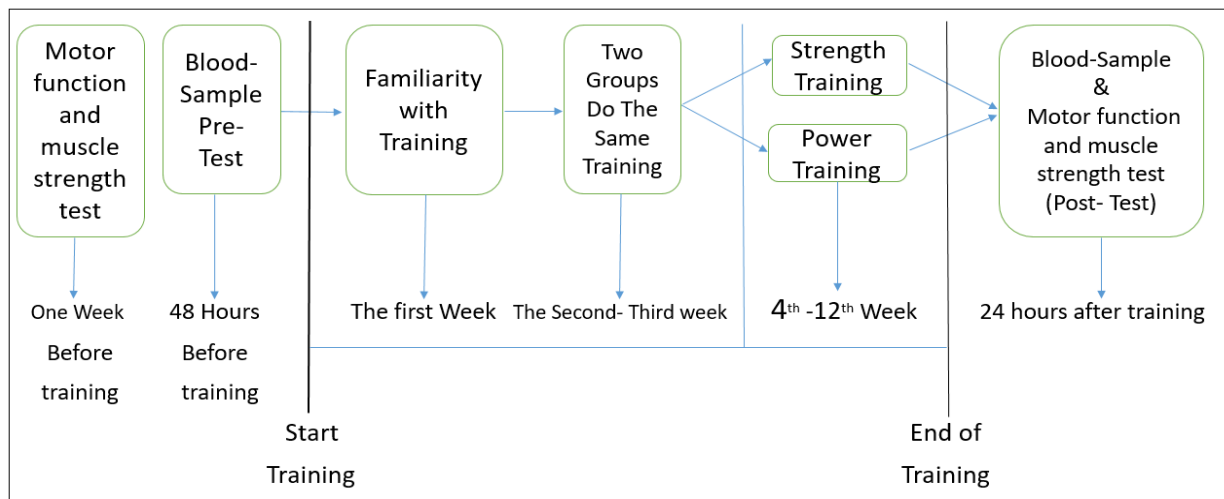 Motor
function
and
muscle
strength
test
Blood-
Sample
Pre-
Test
Familiarity
with
Training
Two
Groups
Do The
Same
Training
Strength
Training
Power
Training
Blood-Sample
&
Motor function
and muscle
strength test
(Post- Test)
One Week
Before
training
48 Hours
Before
training
The first Week
The Second- Third week
4th -12th Week
24 hours after training
Start
Training
End of
Training